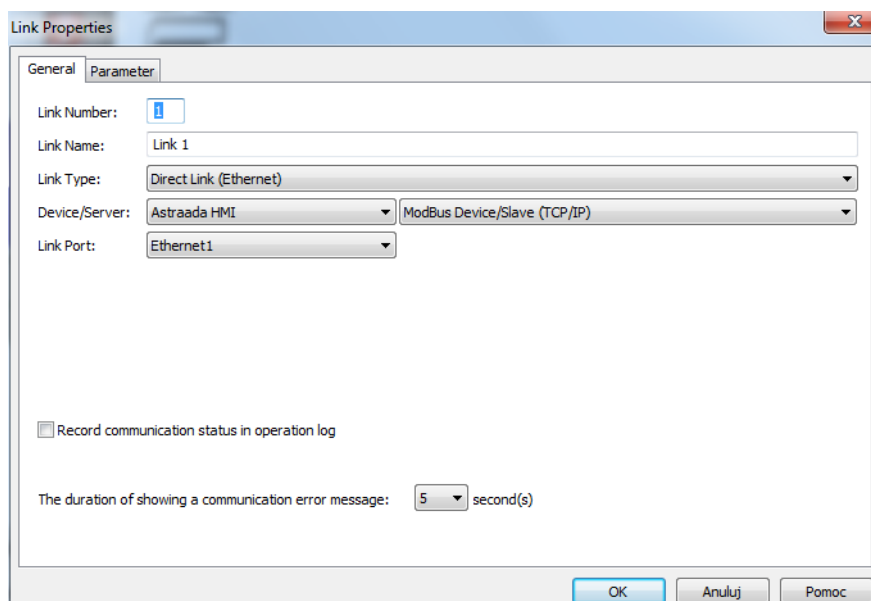 Link Properties
General Parameter
Link Number: 1
Link Name: Link 1
Link Type: Direct Link (Ethernet)
Device/Server: Astraada HMI ModBus Device/Slave (TCP/IP)
Link Port: Ethernet1
Record communication status in operation log
The duration of showing a communication error message: 5 second(s)
OK Anuluj Pomoc